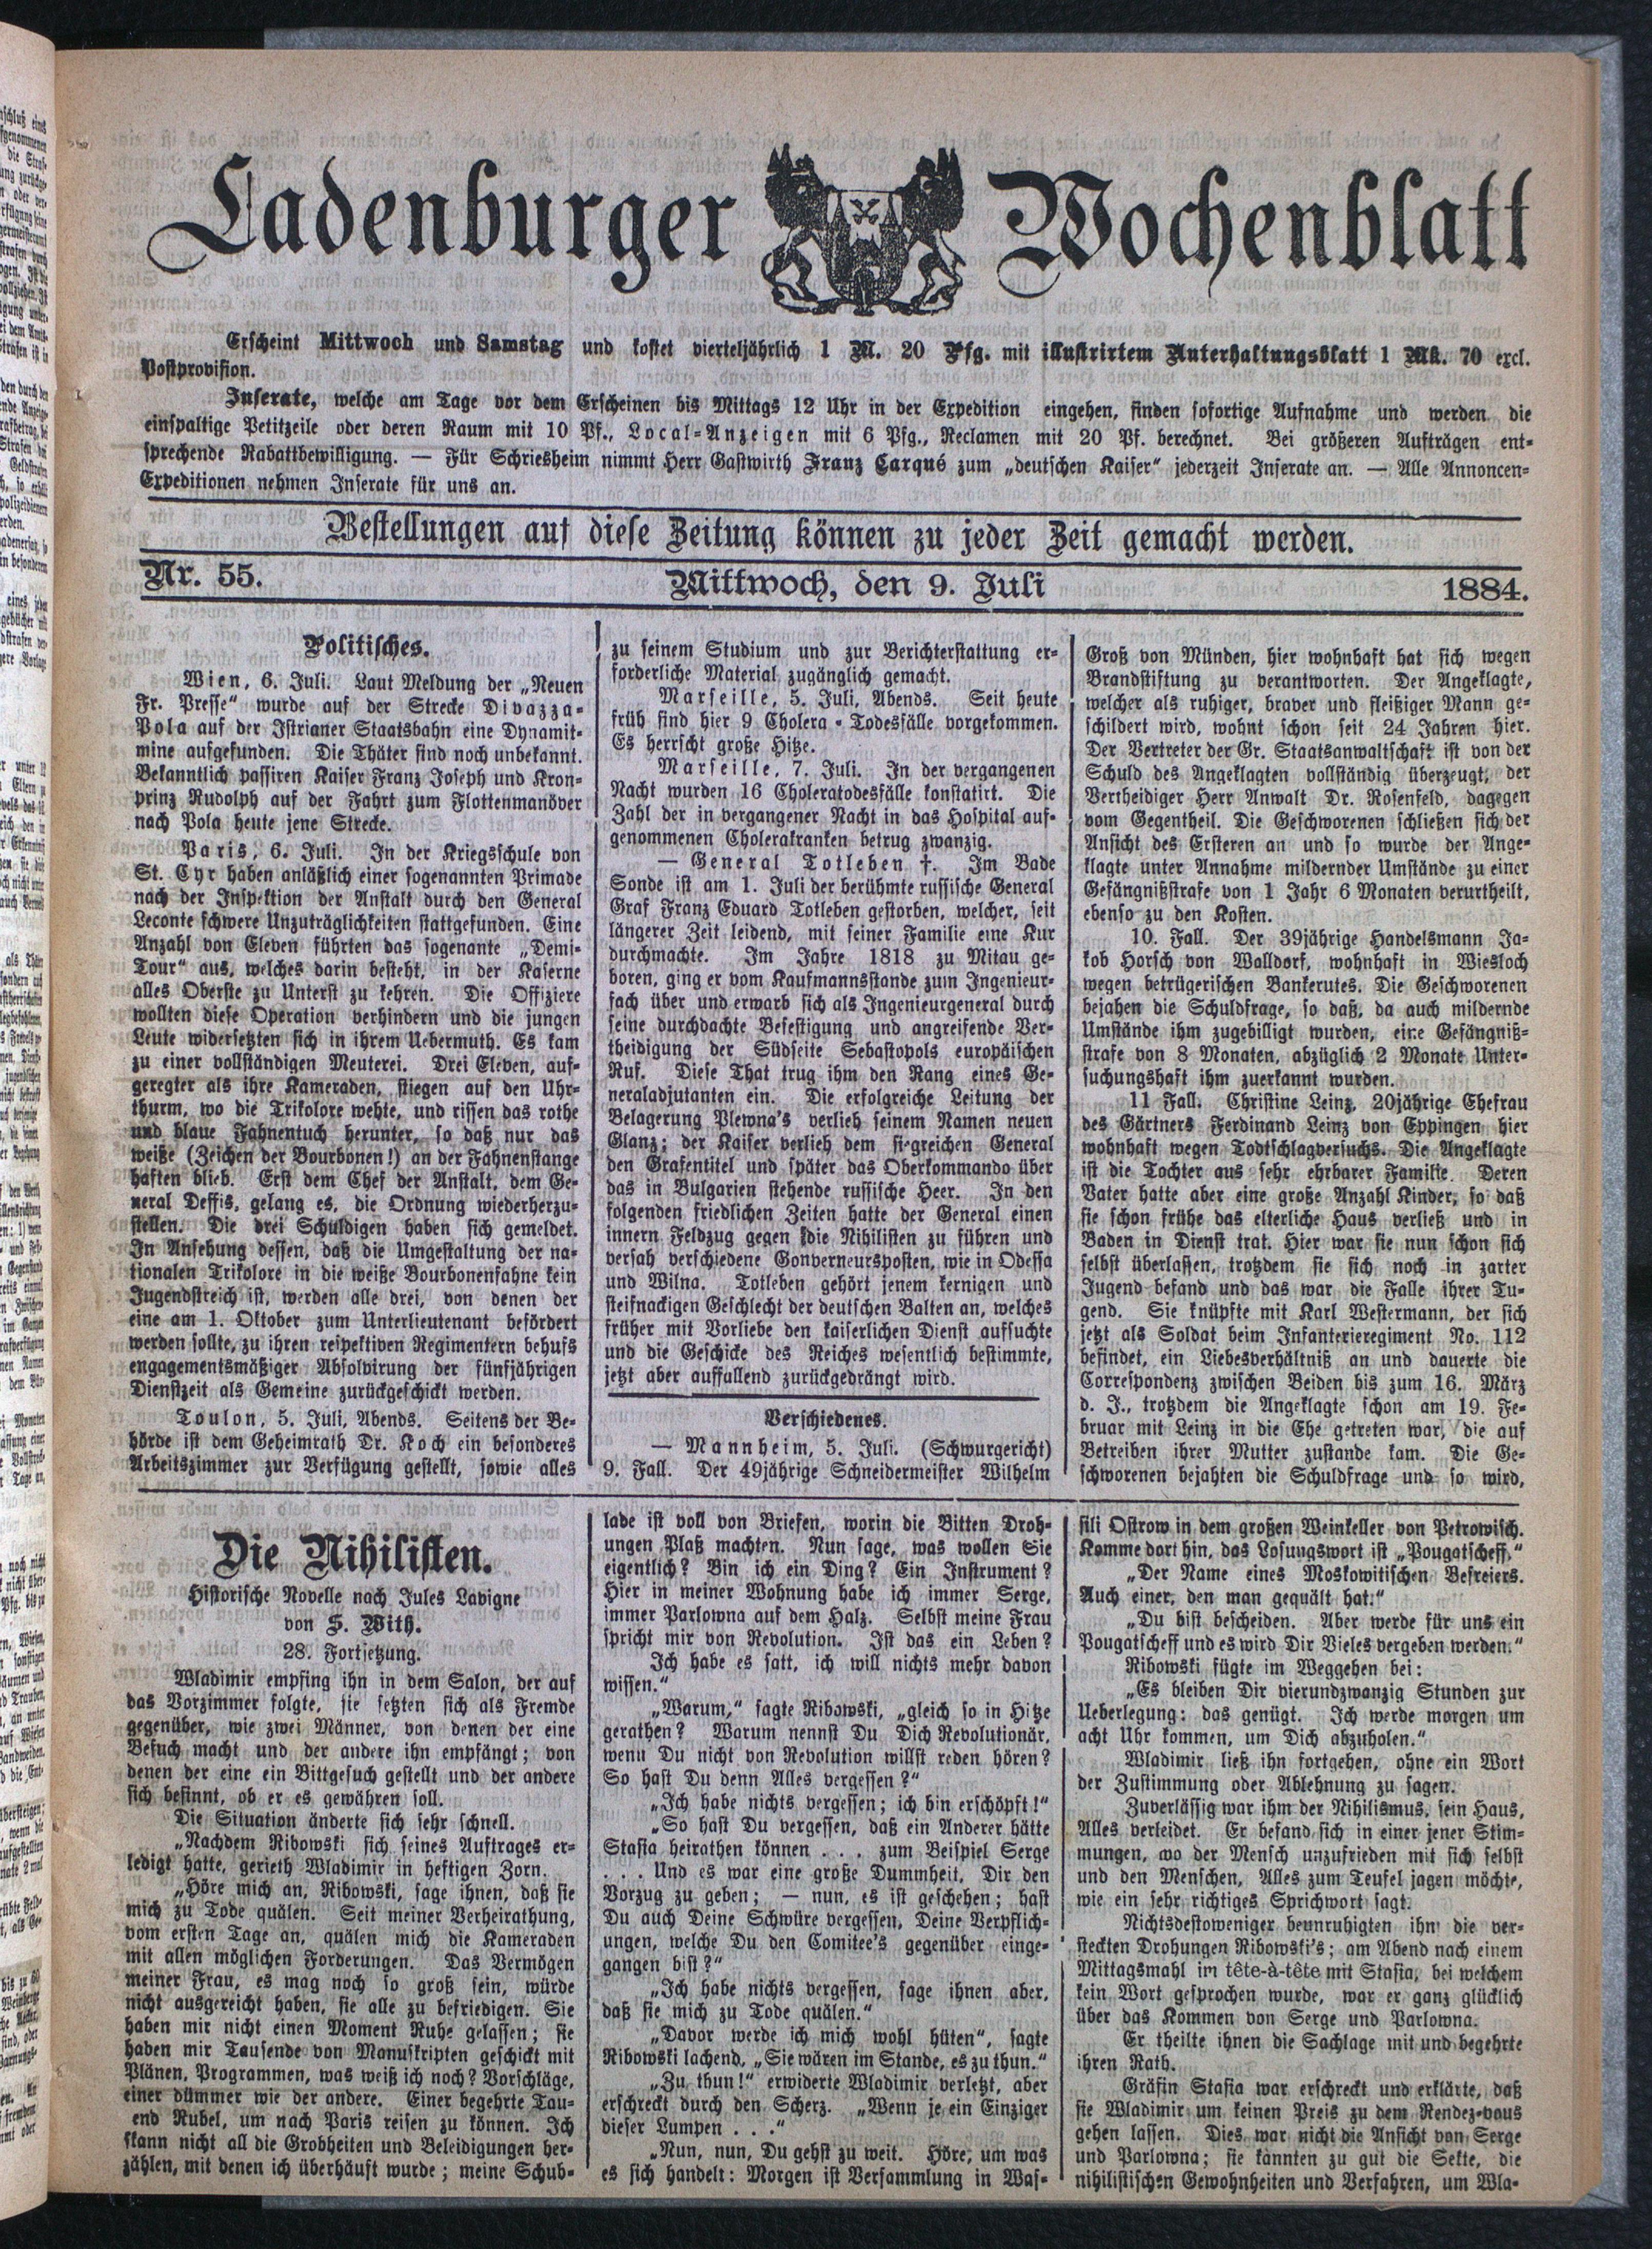 Ladenburger Wochenblatt
Erscheint Mittwoch und Samstag und kostet vierteljährlich 1 M. 20 Pfg. mit illustrirtem Unterhaltungsblatt 1 Mk. 70 excl.
Postprovision.
Inserate, welche am Tage vor dem Erscheinen bis Mittags 12 Uhr in der Expedition eingehen, finden sofortige Aufnahme und werden die
einspaltige Petitzeile oder deren Raum mit 10 Pf., Local-Anzeigen mit 6 Pfg., Reclamen mit 20 Pf. berechnet. Bei größeren Aufträgen ent-
sprechende Rabattbewilligung. — Für Schriesheim nimmt Herr Gastwirth Franz Carqué zum „deutschen Kaiser“ jederzeit Inserate an. — Alle Annoncen-
Expeditionen nehmen Inserate für uns an.
Bestellungen auf diese Zeitung können zu jeder Zeit gemacht werden.
Nr. 55. Mittwoch, den 9. Juli 1884.
Politisches.
Wien, 6. Juli. Laut Meldung der „Neuen
Fr. Presse“ wurde auf der Strecke Divazza-
Pola auf der Istrianer Staatsbahn eine Dynamit-
mine aufgefunden. Die Thäter sind noch unbekannt.
Bekanntlich passiren Kaiser Franz Joseph und Kron-
prinz Rudolph auf der Fahrt zum Flottenmanöver
nach Pola heute jene Strecke.
Paris, 6. Juli. In der Kriegsschule von
St. Cyr haben anläßlich einer sogenannten Primade
nach der Inspektion der Anstalt durch den General
Leconte schwere Unzuträglichkeiten stattgefunden. Eine
Anzahl von Eleven führten das sogenante „Demi-
Tour“ aus, welches darin besteht, in der Kaserne
alles Oberste zu Unterst zu kehren. Die Offiziere
wollten diese Operation verhindern und die jungen
Leute widersetzten sich in ihrem Uebermuth. Es kam
zu einer vollständigen Meuterei. Drei Eleven, auf-
geregter als ihre Kameraden, stiegen auf den Uhr-
thurm, wo die Trikolore wehte, und rissen das rothe
und blaue Fahnentuch herunter, so daß nur das
weiße (Zeichen der Bourbonen!) an der Fahnenstange
haften blieb. Erst dem Chef der Anstalt, dem Ge-
neral Deffis, gelang es, die Ordnung wiederherzu-
stellen. Die drei Schuldigen haben sich gemeldet.
In Ansehung dessen, daß die Umgestaltung der na-
tionalen Trikolore in die weiße Bourbonenfahne kein
Jugendstreich ist, werden alle drei, von denen der
eine am 1. Oktober zum Unterlieutenant befördert
werden sollte, zu ihren respektiven Regimentern behufs
engagementsmäßiger Absolvirung der fünfjährigen
Dienstzeit als Gemeine zurückgeschickt werden.
Toulon, 5. Juli, Abends. Seitens der Be-
hörde ist dem Geheimrath Dr. Koch ein besonderes
Arbeitszimmer zur Verfügung gestellt, sowie alles
zu seinem Studium und zur Berichterstattung er-
forderliche Material zugänglich gemacht.
Marseille, 5. Juli, Abends. Seit heute
früh sind hier 9 Cholera-Todesfälle vorgekommen.
Es herrscht große Hitze.
Marseille, 7. Juli. In der vergangenen
Nacht wurden 16 Choleratodesfälle konstatirt. Die
Zahl der in vergangener Nacht in das Hospital auf-
genommenen Cholerakranken betrug zwanzig.
— General Totleben †. Im Bade
Sonde ist am 1. Juli der berühmte russische General
Graf Franz Eduard Totleben gestorben, welcher, seit
längerer Zeit leidend, mit seiner Familie eine Kur
durchmachte. Im Jahre 1818 zu Mitau ge-
boren, ging er vom Kaufmannsstande zum Ingenieur-
fach über und erwarb sich als Ingenieurgeneral durch
seine durchdachte Befestigung und angreifende Ver-
theidigung der Südseite Sebastopols europäischen
Ruf. Diese That trug ihm den Rang eines Ge-
neraladjutanten ein. Die erfolgreiche Leitung der
Belagerung Plewna's verlieh seinem Namen neuen
Glanz; der Kaiser verlieh dem siegreichen General
den Grafentitel und später das Oberkommando über
das in Bulgarien stehende russische Heer. In den
folgenden friedlichen Zeiten hatte der General einen
innern Feldzug gegen die Nihilisten zu führen und
versah verschiedene Gonverneursposten, wie in Odessa
und Wilna. Totleben gehört jenem kernigen und
steifnackigen Geschlecht der deutschen Balten an, welches
früher mit Vorliebe den kaiserlichen Dienst aufsuchte
und die Geschicke des Reiches wesentlich bestimmte,
jetzt aber auffallend zurückgedrängt wird.
Verschiedenes.
— Mannheim, 5. Juli. (Schwurgericht)
9. Fall. Der 49jährige Schneidermeister Wilhelm
Groß von Münden, hier wohnhaft hat sich wegen
Brandstiftung zu verantworten. Der Angeklagte,
welcher als ruhiger, braver und fleißiger Mann ge-
schildert wird, wohnt schon seit 24 Jahren hier.
Der Vertreter der Gr. Staatsanwaltschaft ist von der
Schuld des Angeklagten vollständig überzeugt, der
Vertheidiger Herr Anwalt Dr. Rosenfeld, dagegen
vom Gegentheil. Die Geschworenen schließen sich der
Ansicht des Ersteren an und so wurde der Ange-
klagte unter Annahme mildernder Umstände zu einer
Gefängnißstrafe von 1 Jahr 6 Monaten verurtheilt,
ebenso zu den Kosten.
10. Fall. Der 39jährige Handelsmann Ja-
kob Horsch von Walldorf, wohnhaft in Wiesloch
wegen betrügerischen Bankerutes. Die Geschworenen
bejahen die Schuldfrage, so daß, da auch mildernde
Umstände ihm zugebilligt wurden, eine Gefängniß-
strafe von 8 Monaten, abzüglich 2 Monate Unter-
suchungshaft ihm zuerkannt wurden.
11 Fall. Christine Leinz, 20jährige Ehefrau
des Gärtners Ferdinand Leinz von Eppingen hier
wohnhaft wegen Todtschlagversuchs. Die Angeklagte
ist die Tochter aus sehr ehrbarer Familie. Deren
Vater hatte aber eine große Anzahl Kinder, so daß
sie schon frühe das elterliche Haus verließ und in
Baden in Dienst trat. Hier war sie nun schon sich
selbst überlassen, trotzdem sie sich noch in zarter
Jugend befand und das war die Falle ihrer Tu-
gend. Sie knüpfte mit Karl Westermann, der sich
jetzt als Soldat beim Infanterieregiment No. 112
befindet, ein Liebesverhältniß an und dauerte die
Correspondenz zwischen Beiden bis zum 16. März
d. J., trotzdem die Angeklagte schon am 19. Fe-
bruar mit Leinz in die Ehe getreten war, die auf
Betreiben ihrer Mutter zustande kam. Die Ge-
schworenen bejahten die Schuldfrage und so wird,
Die Nihilisten.
Historische Novelle nach Jules Lavigne
von S. With.
28. Fortsetzung.
Wladimir empfing ihn in dem Salon, der auf
das Vorzimmer folgte, sie setzten sich als Fremde
gegenüber, wie zwei Männer, von denen der eine
Besuch macht und der andere ihn empfängt; von
denen der eine ein Bittgesuch gestellt und der andere
sich besinnt, ob er es gewähren soll.
Die Situation änderte sich sehr schnell.
„Nachdem Ribowski sich seines Auftrages er-
ledigt hatte, gerieth Wladimir in heftigen Zorn.
„Höre mich an, Ribowski, sage ihnen, daß sie
mich zu Tode quälen. Seit meiner Verheirathung,
vom ersten Tage an, quälen mich die Kameraden
mit allen möglichen Forderungen. Das Vermögen
meiner Frau, es mag noch so groß sein, würde
nicht ausgereicht haben, sie alle zu befriedigen. Sie
haben mir nicht einen Moment Ruhe gelassen; sie
haden mir Tausende von Manuskripten geschickt mit
Plänen, Programmen, was weiß ich noch? Vorschläge,
einer dümmer wie der andere. Einer begehrte Tau-
end Rubel, um nach Paris reisen zu können. Ich
kann nicht all die Grobheiten und Beleidigungen her-
zählen, mit denen ich überhäuft wurde; meine Schub-
lade ist voll von Briefen, worin die Bitten Droh-
ungen Platz machten. Nun sage, was wollen Sie
eigentlich? Bin ich ein Ding? Ein Instrument?
Hier in meiner Wohnung habe ich immer Serge,
immer Parlowna auf dem Halz. Selbst meine Frau
spricht mir von Revolution. Ist das ein Leben?
Ich habe es satt, ich will nichts mehr davon
wissen.“
„Warum,“ sagte Ribowski, „gleich so in Hitze
gerathen? Warum nennst Du Dich Revolutionär,
wenn Du nicht von Revolution willst reden hören?
So hast Du denn Alles vergessen?“
„Ich habe nichts vergessen; ich bin erschöpft!“
„So hast Du vergessen, daß ein Anderer hätte
Stasia heirathen können . . . zum Beispiel Serge
. . . Und es war eine große Dummheit, Dir den
Vorzug zu geben; — nun, es ist geschehen; hast
Du auch Deine Schwüre vergessen, Deine Verpflich-
ungen, welche Du den Comitee's gegenüber einge-
gangen bist?“
„Ich habe nichts vergessen, sage ihnen aber,
daß sie mich zu Tode quälen.“
„Davor werde ich mich wohl hüten“, sagte
Ribowski lachend, „Sie wären im Stande, es zu thun.“
„Zu thun!“ erwiderte Wladimir verletzt, aber
erschreckt durch den Scherz. „Wenn je ein Einziger
dieser Lumpen . . .“
„Nun, nun, Du gehst zu weit. Höre, um was
es sich handelt: Morgen ist Versammlung in Was-
sili Ostrow in dem großen Weinkeller von Petrowisch.
Komme dort hin, das Losungswort ist „Pougatscheff.“
„Der Name eines Moskowitischen Befreiers.
Auch einer, den man gequält hat.“
„Du bist bescheiden. Aber werde für uns ein
Pougatscheff und es wird Dir Vieles vergeben werden.“
Ribowski fügte im Weggehen bei:
„Es bleiben Dir vierundzwanzig Stunden zur
Ueberlegung: das genügt. Ich werde morgen um
acht Uhr kommen, um Dich abzuholen.“
Wladimir ließ ihn fortgehen, ohne ein Wort
der Zustimmung oder Ablehnung zu sagen.
Zuverlässig war ihm der Nihilismus, sein Haus,
Alles verleidet. Er befand sich in einer jener Stim-
mungen, wo der Mensch unzufrieden mit sich selbst
und den Menschen, Alles zum Teufel jagen möchte,
wie ein sehr richtiges Sprichwort sagt.
Nichtsdestoweniger beunruhigten ihn die ver-
steckten Drohungen Ribowski's; am Abend nach einem
Mittagsmahl im tête-à-tête mit Stasia, bei welchem
kein Wort gesprochen wurde, war er ganz glücklich
über das Kommen von Serge und Parlowna.
Er theilte ihnen die Sachlage mit und begehrte
ihren Rath.
Gräfin Stasia war erschreckt und erklärte, daß
sie Wladimir um keinen Preis zu dem Rendez-vous
gehen lassen. Dies war nicht die Ansicht von Serge
und Parlowna; sie kannten zu gut die Sekte, die
nihilistischen Gewohnheiten und Verfahren, um Wla-